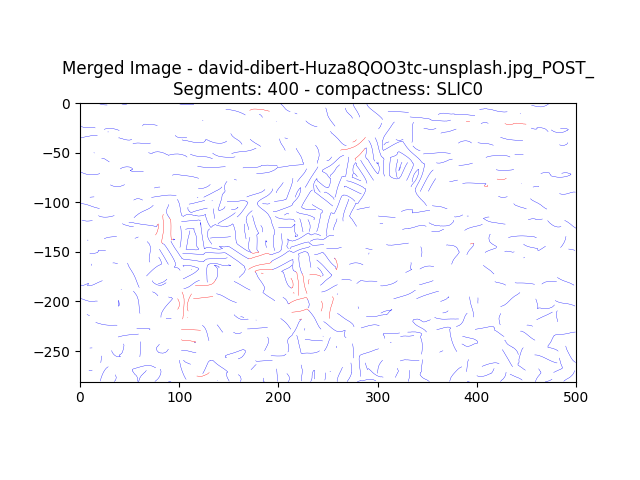 Merged Image - david-dibert-Huza8QOO3tc-unsplash.jpg_POST_
Segments: 400 - compactness: SLIC0
0
−50
−100
−150
−200
−250
0 100 200 300 400 500